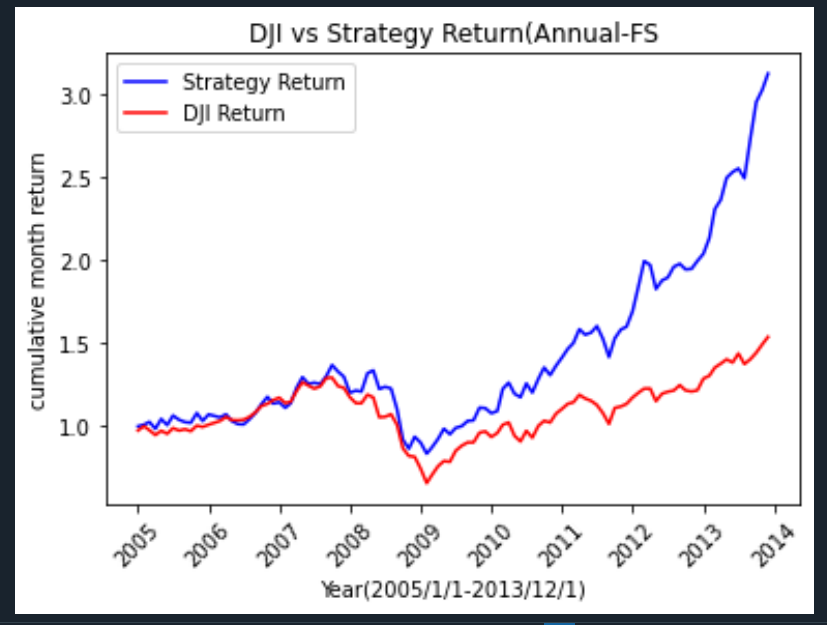 DJI vs Strategy Return(Annual-FS
Strategy Return
DJI Return
cumulative month return
3.0
2.5
2.0
1.5
1.0
2005 2006 2007 2008 2009 2010 2011 2012 2013 2014
Year(2005/1/1-2013/12/1)